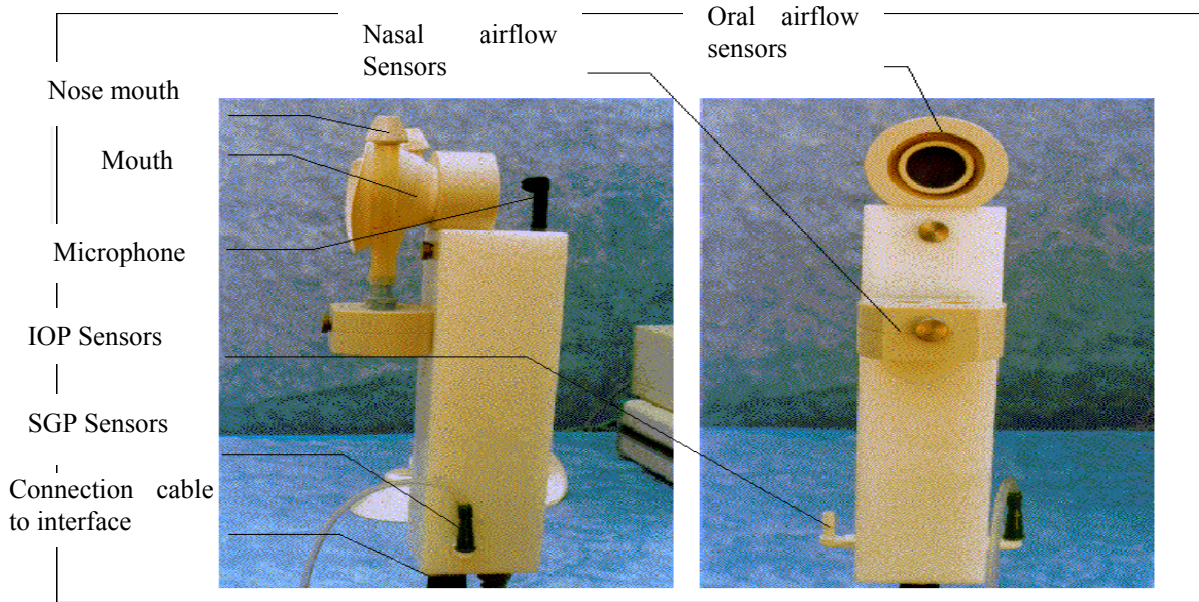 Oral airflow
sensors
Nasal airflow
Sensors
Nose mouth
Mouth
Microphone
IOP Sensors
SGP Sensors
Connection cable
to interface